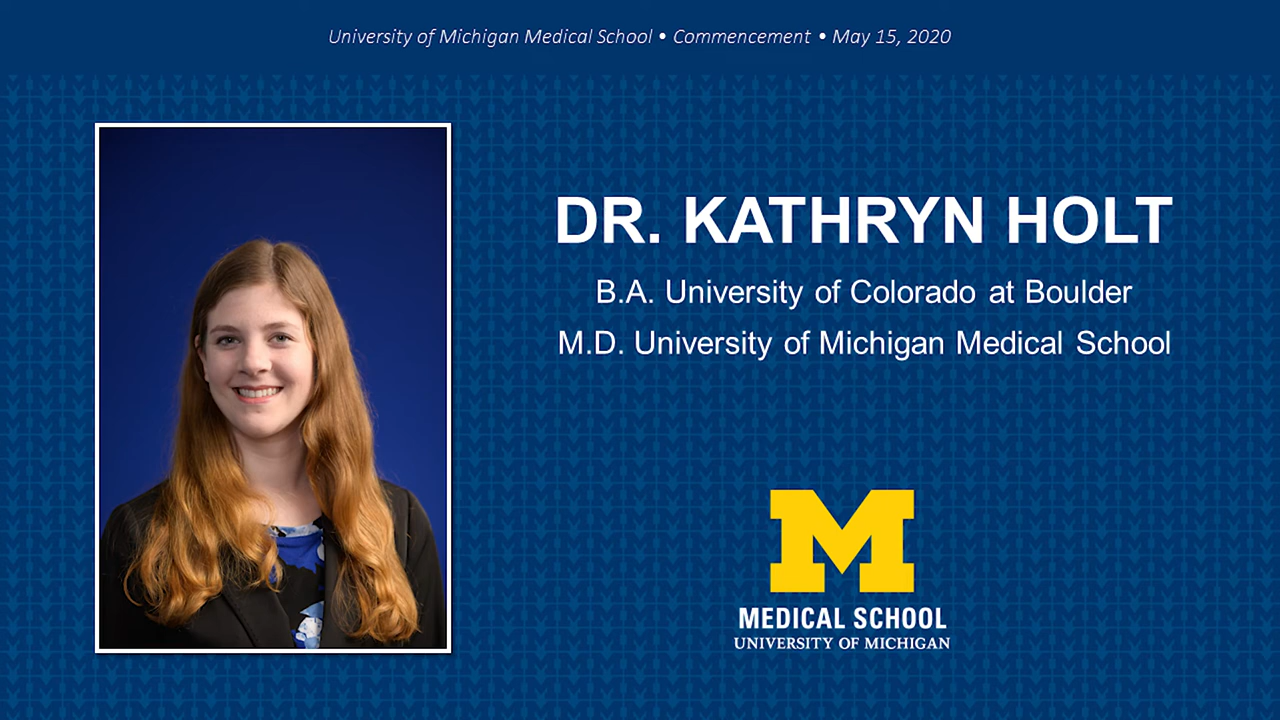 University of Michigan Medical School • Commencement • May 15, 2020
DR. KATHRYN HOLT
B.A. University of Colorado at Boulder
M.D. University of Michigan Medical School
M
MEDICAL SCHOOL
UNIVERSITY OF MICHIGAN